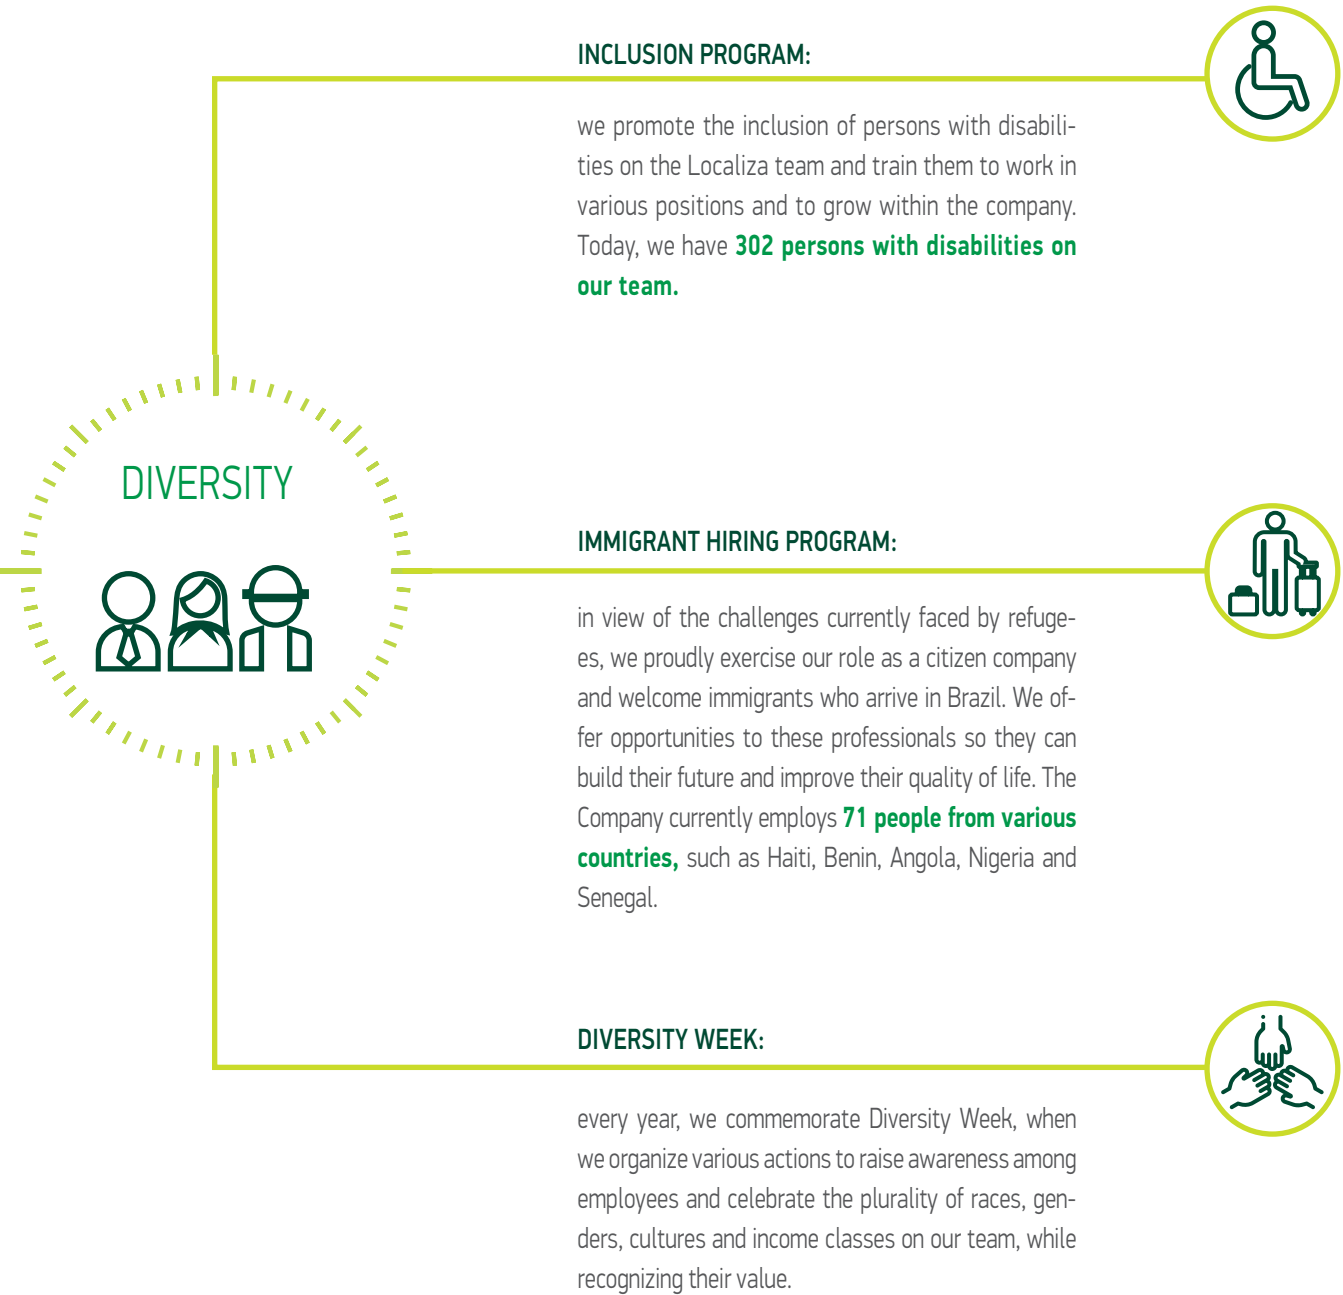 INCLUSION PROGRAM:
we promote the inclusion of persons with disabili-
ties on the Localiza team and train them to work in
various positions and to grow within the company.
Today, we have 302 persons with disabilities on
our team.
DIVERSITY
IMMIGRANT HIRING PROGRAM:
in view of the challenges currently faced by refuge-
es, we proudly exercise our role as a citizen company
and welcome immigrants who arrive in Brazil. We of-
fer opportunities to these professionals so they can
build their future and improve their quality of life. The
Company currently employs 71 people from various
countries, such as Haiti, Benin, Angola, Nigeria and
Senegal.
DIVERSITY WEEK:
every year, we commemorate Diversity Week, when
we organize various actions to raise awareness among
employees and celebrate the plurality of races, gen-
ders, cultures and income classes on our team, while
recognizing their value.